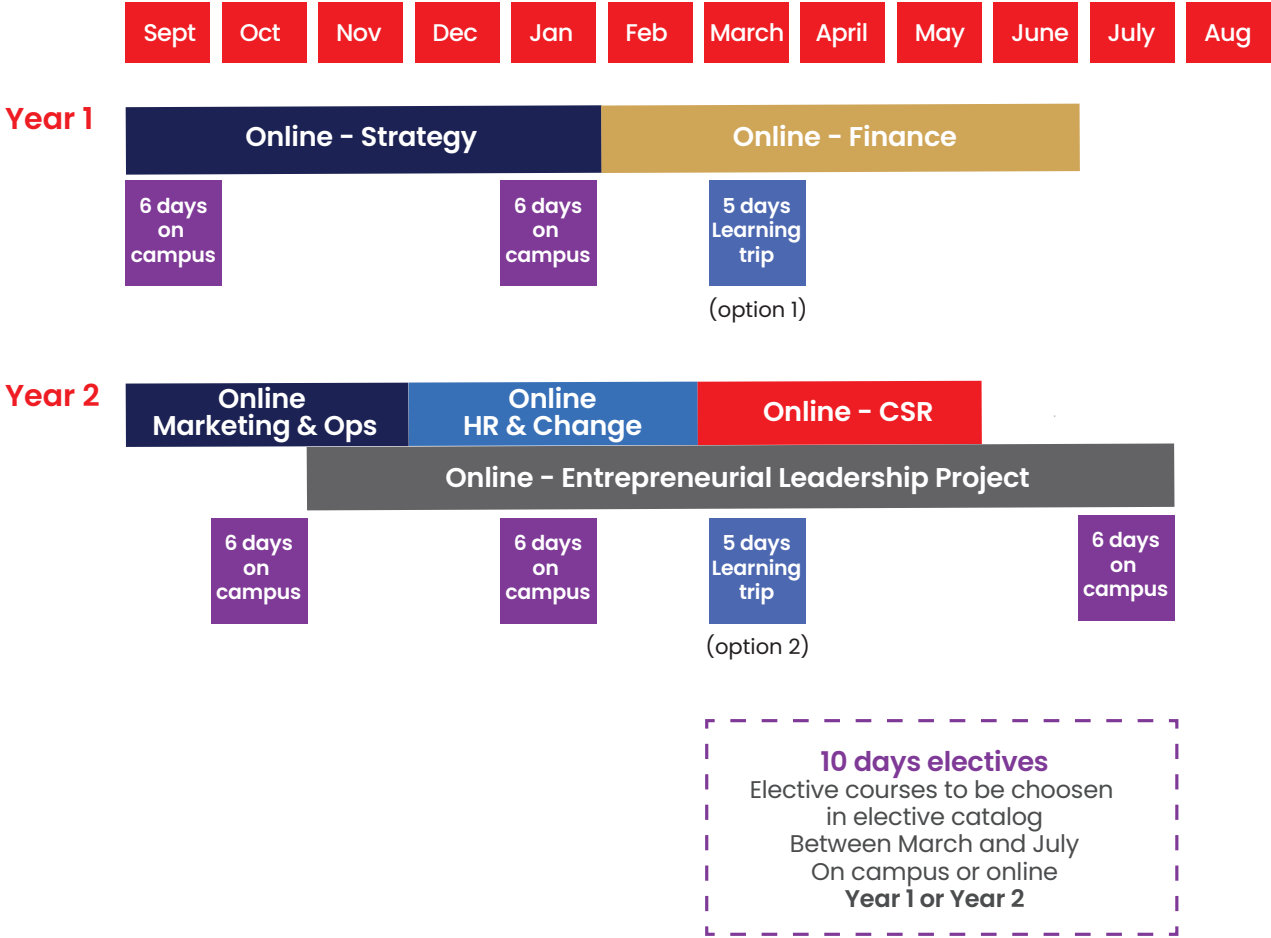 Sept Oct Nov Dec Jan Feb March April May June July Aug
Year 1
Online - Strategy
Online - Finance
6 days
on
campus
6 days
on
campus
5 days
Learning
trip
(option 1)
Year 2
Online
Marketing & Ops
Online
HR & Change
Online - CSR
Online - Entrepreneurial Leadership Project
6 days
on
campus
6 days
on
campus
5 days
Learning
trip
(option 2)
6 days
on
campus
10 days electives
Elective courses to be choosen
in elective catalog
Between March and July
On campus or online
Year 1 or Year 2